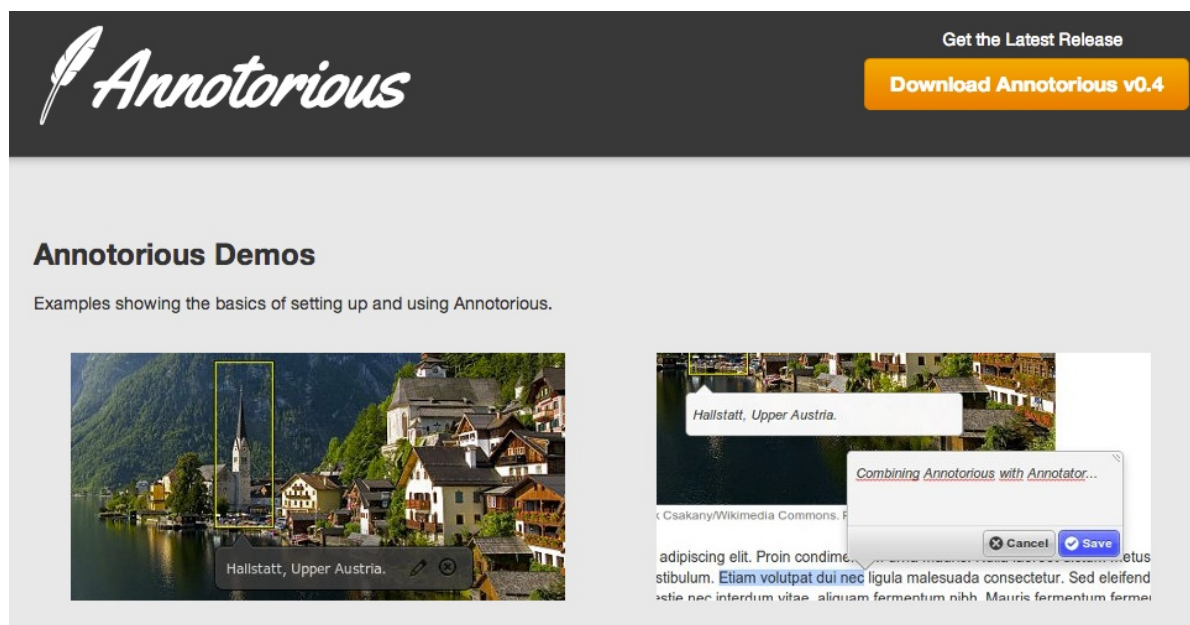 Annotorious
Get the Latest Release
Download Annotorious v0.4
Annotorious Demos
Examples showing the basics of setting up and using Annotorious.
Hallstatt, Upper Austria.
Hallstatt, Upper Austria.
Combining Annotorious with Annotator...
Cancel Save
Csakany/Wikimedia Commons.
adipiscing elit. Proin condime
stibulum. Etiam volutpat dui nec ligula malesuada consectetur. Sed eleifend
nec interdum vitae, aliquam fermentum nibh. Mauris fermentum